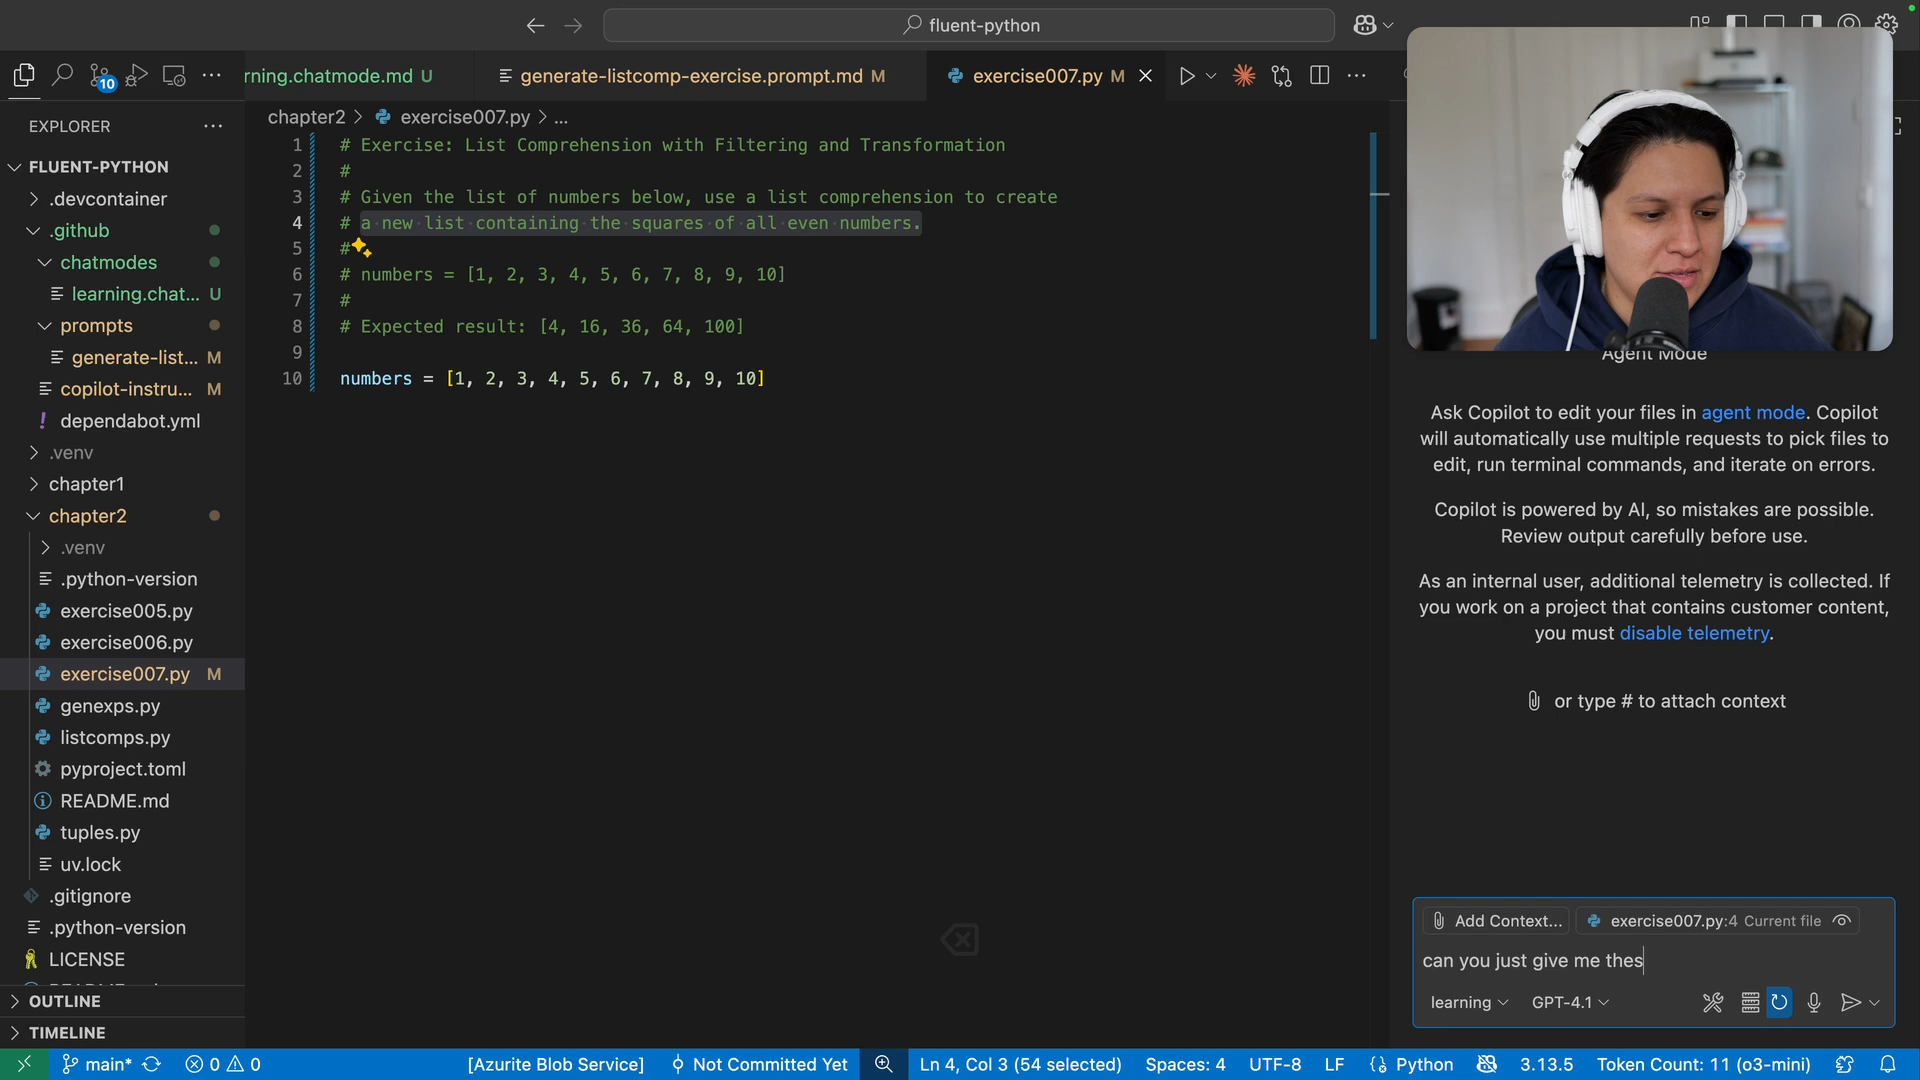 fluent-python
rning.chatmode.md U
generate-listcomp-exercise.prompt.md M
exercise007.py M
10
EXPLORER
chapter2 > exercise007.py > ...
FLUENT-PYTHON
.devcontainer
.github
chatmodes
learning.chat... U
prompts
generate-list... M
copilot-instru... M
dependabot.yml
.venv
chapter1
chapter2
.venv
.python-version
exercise005.py
exercise006.py
exercise007.py M
genexps.py
listcomps.py
pyproject.toml
README.md
tuples.py
uv.lock
.gitignore
.python-version
LICENSE
OUTLINE
TIMELINE
1 # Exercise: List Comprehension with Filtering and Transformation
2 #
3 # Given the list of numbers below, use a list comprehension to create
4 # a new list containing the squares of all even numbers.
5 #
6 # numbers = [1, 2, 3, 4, 5, 6, 7, 8, 9, 10]
7 #
8 # Expected result: [4, 16, 36, 64, 100]
9
10 numbers = [1, 2, 3, 4, 5, 6, 7, 8, 9, 10]
Agent Mode
Ask Copilot to edit your files in agent mode. Copilot
will automatically use multiple requests to pick files to
edit, run terminal commands, and iterate on errors.
Copilot is powered by AI, so mistakes are possible.
Review output carefully before use.
As an internal user, additional telemetry is collected. If
you work on a project that contains customer content,
you must disable telemetry.
or type # to attach context
Add Context... exercise007.py:4 Current file
can you just give me thes
learning GPT-4.1
main* 0 0 [Azurite Blob Service] Not Committed Yet Ln 4, Col 3 (54 selected) Spaces: 4 UTF-8 LF Python 3.13.5 Token Count: 11 (o3-mini)